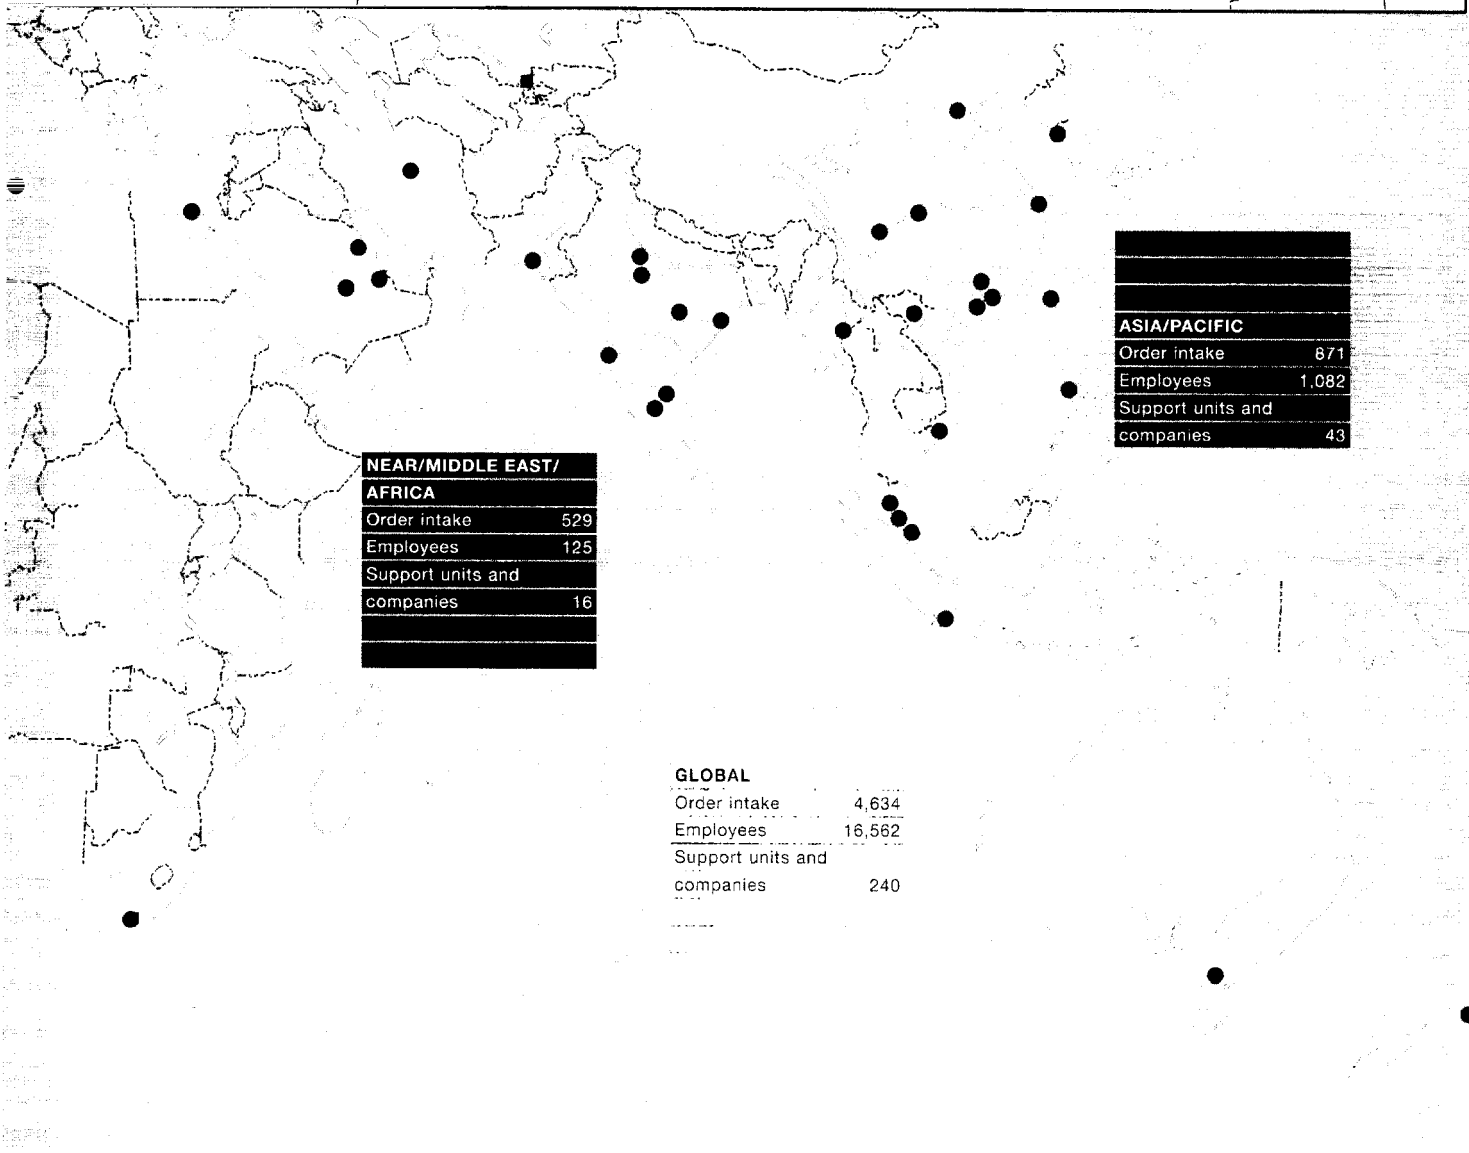 ASIA/PACIFIC
Order intake 871
Employees 1,082
Support units and
companies 43
NEAR/MIDDLE EAST/
AFRICA
Order intake 529
Employees 125
Support units and
companies 16
GLOBAL
Order intake 4,634
Employees 16,562
Support units and
companies 240